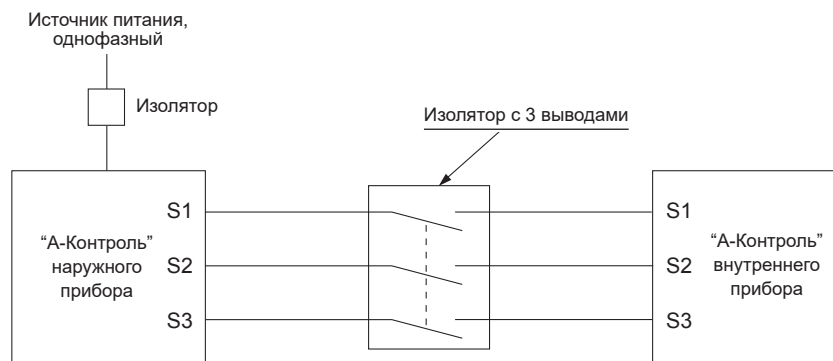 Источник питания,
однофазный
Изолятор
Изолятор с 3 выводами
“А-Контроль”
наружного
прибора
S1
S2
S3
S1
S2
S3
“А-Контроль”
внутреннего
прибора